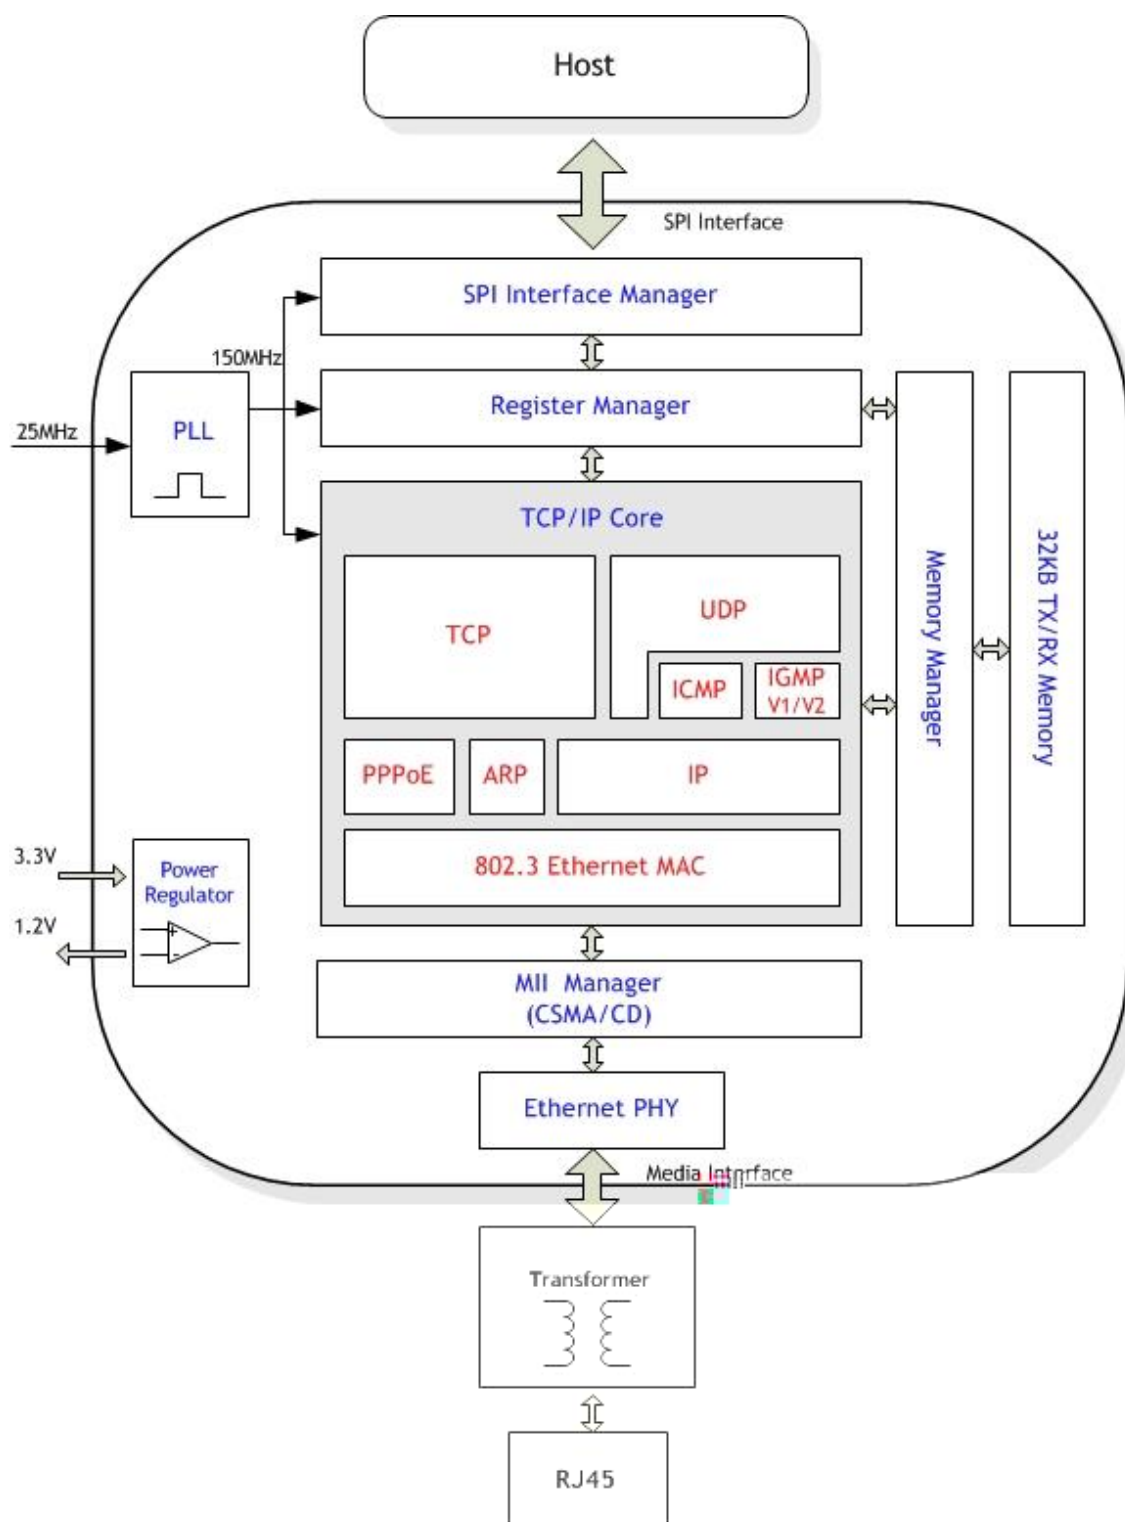 Host
SPI Interface
SPI Interface Manager
150MHz
Register Manager
25MHz
PLL
TCP/IP Core
TCP
UDP
ICMP
IGMP
V1/V2
PPPoE
ARP
IP
802.3 Ethernet MAC
Memory Manager
32KB TX/RX Memory
3.3V
1.2V
Power
Regulator
MII Manager
(CSMA/CD)
Ethernet PHY
Media Interface
Transformer
RJ45